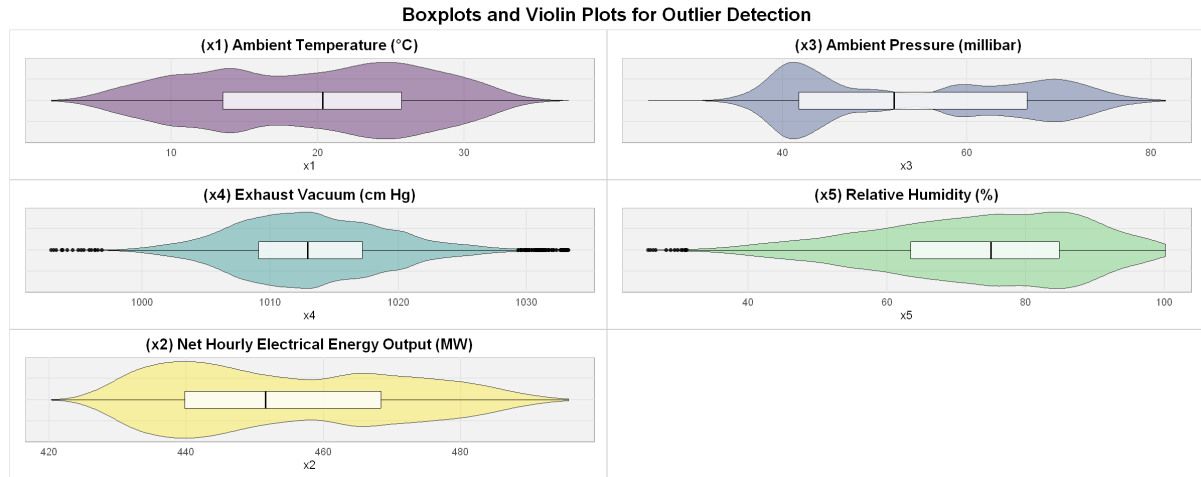 Boxplots and Violin Plots for Outlier Detection
(x1) Ambient Temperature (°C)
10 20 30
x1
(x3) Ambient Pressure (millibar)
40 60 80
x3
(x4) Exhaust Vacuum (cm Hg)
1000 1010 1020 1030
x4
(x5) Relative Humidity (%)
40 60 80 100
x5
(x2) Net Hourly Electrical Energy Output (MW)
420 440 460 480
x2